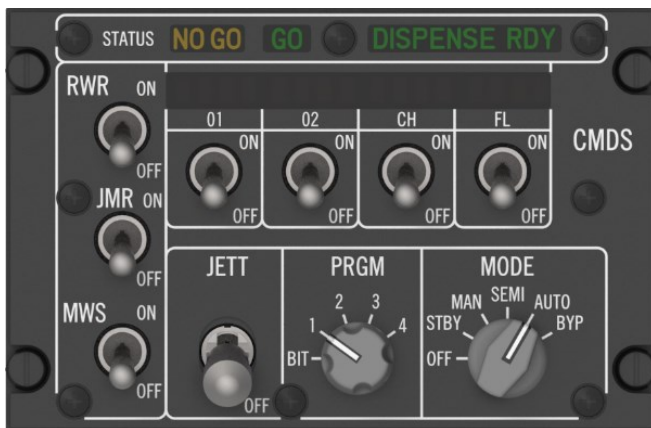 STATUS NO GO GO DISPENSE RDY
RWR ON
OFF
JMR ON
OFF
MWS ON
OFF
01 02 CH FL
ON ON ON ON
OFF OFF OFF OFF
CMDS
JETT
OFF
PRGM
BIT 1 2 3 4
MODE
OFF STBY MAN SEMI AUTO BYP